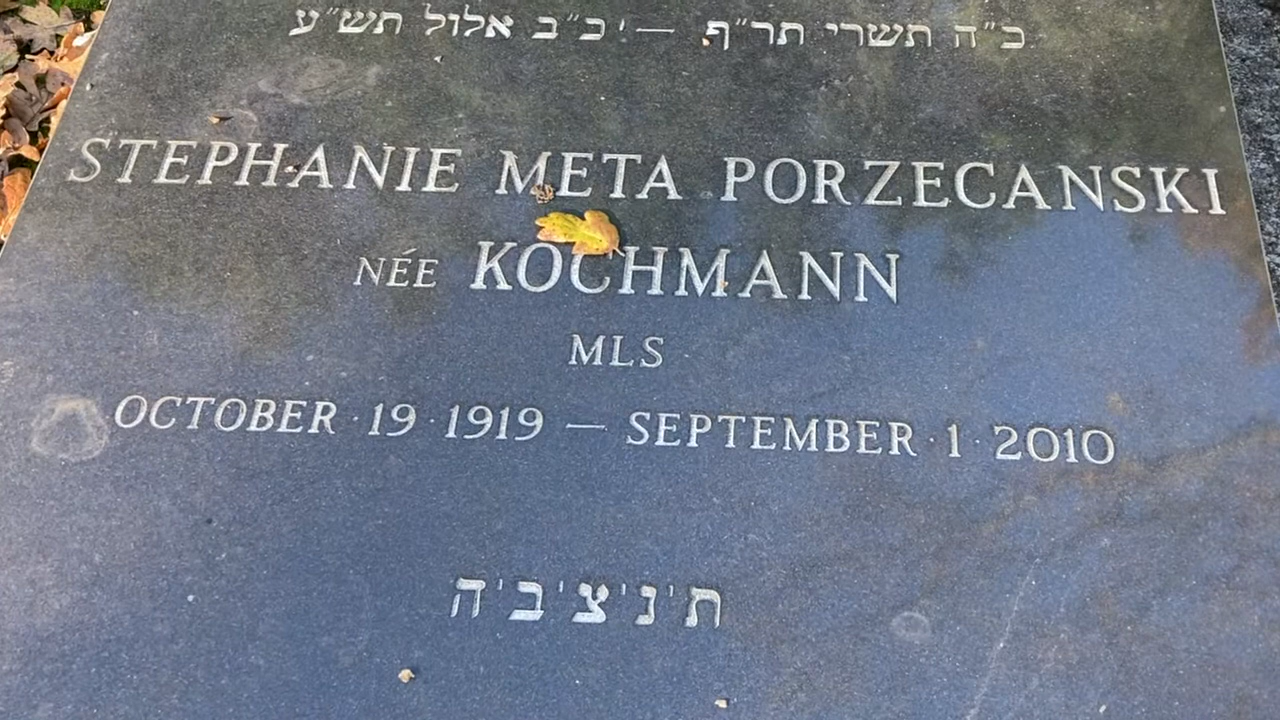 כ״ה תשרי תר״ף — כ״ב אלול תש״ע
STEPHANIE META PORZECANSKI
NÉE KOCHMANN
MLS
OCTOBER · 19 · 1919 — SEPTEMBER · 1 · 2010
ת'נ'צ'ב'ה